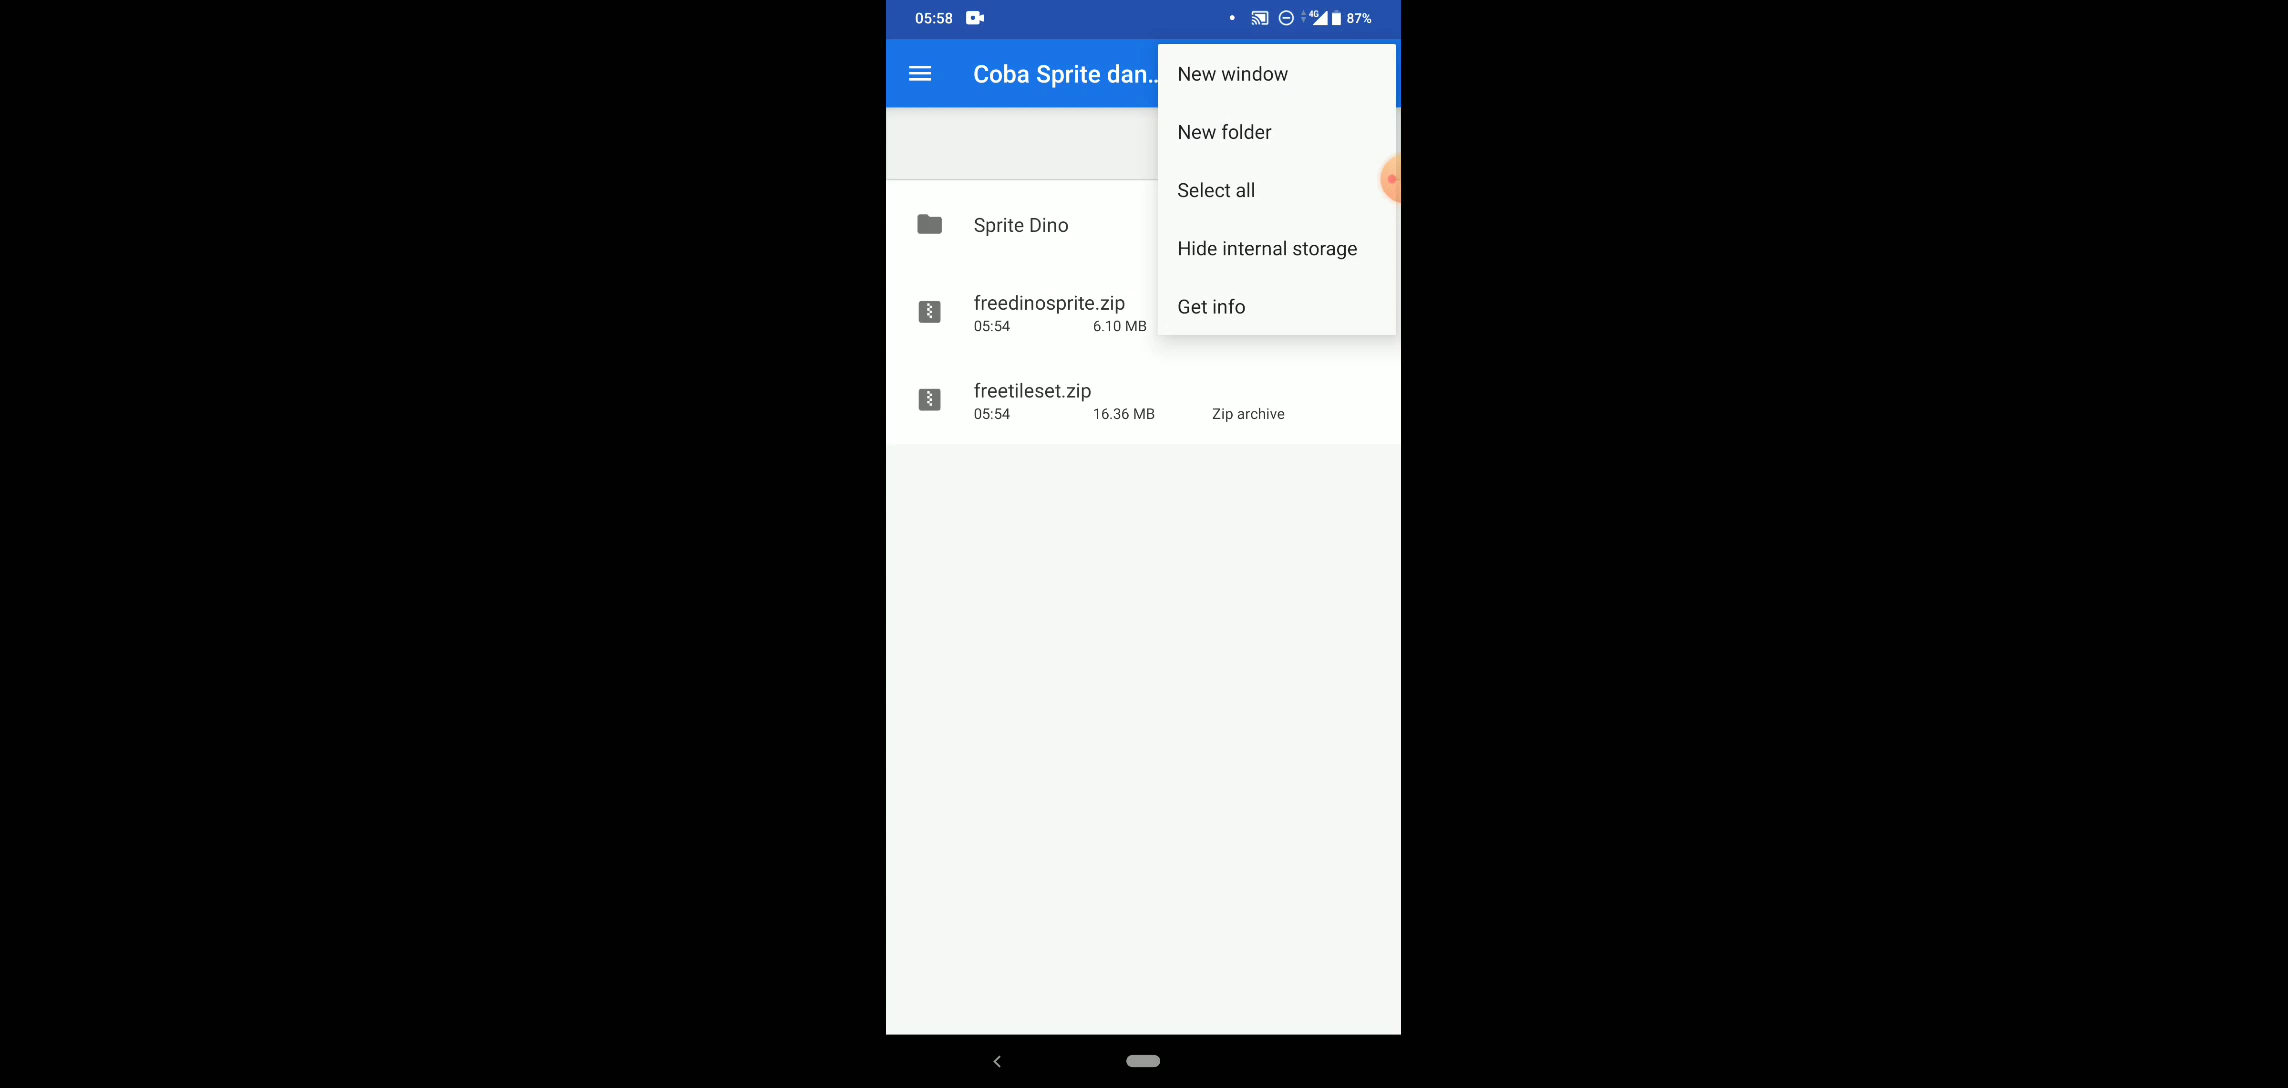 05:58
4G 87%
Coba Sprite dan…
New window
New folder
Select all
Hide internal storage
Get info
Sprite Dino
freedinosprite.zip
05:54 6.10 MB
freetileset.zip
05:54 16.36 MB Zip archive